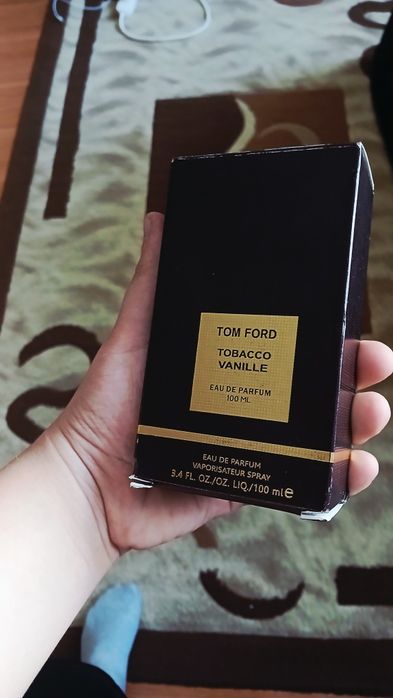 TOM FORD
TOBACCO
VANILLE
EAU DE PARFUM
100 ML
EAU DE PARFUM
VAPORISATEUR SPRAY
3.4 FL. OZ./OZ. LIQ./100 ml℮